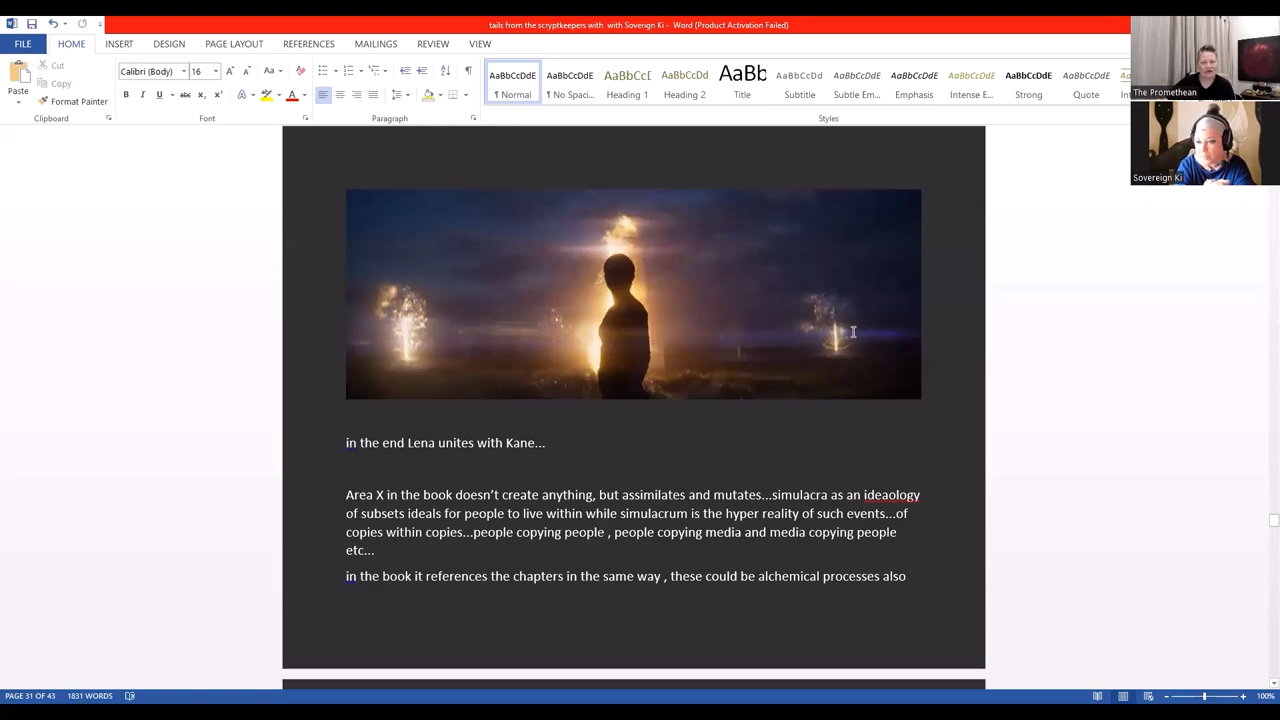 tails from the scryptkeepers with with Soverign Ki - Word (Product Activation Failed)
FILE HOME INSERT DESIGN PAGE LAYOUT REFERENCES MAILINGS REVIEW VIEW
Paste
Cut
Copy
Format Painter
Clipboard
Calibri (Body) 16
Font
Paragraph
AaBbCcDdE AaBbCcDdE AaBbCcI AaBbCcDdE AaBb AaBbCcDd AaBbCcDdE AaBbCcDdE AaBbCcDdE AaBbCcDdE AaBbCcDdE
¶ Normal ¶ No Spaci... Heading 1 Heading 2 Title Subtitle Subtle Em... Emphasis Intense E... Strong Quote
Styles
The Promethean
Sovereign Ki
in the end Lena unites with Kane...
Area X in the book doesn't create anything, but assimilates and mutates...simulacra as an ideaology
of subsets ideals for people to live within while simulacrum is the hyper reality of such events...of
copies within copies...people copying people , people copying media and media copying people
etc...
in the book it references the chapters in the same way , these could be alchemical processes also
PAGE 31 OF 43 1831 WORDS
100%